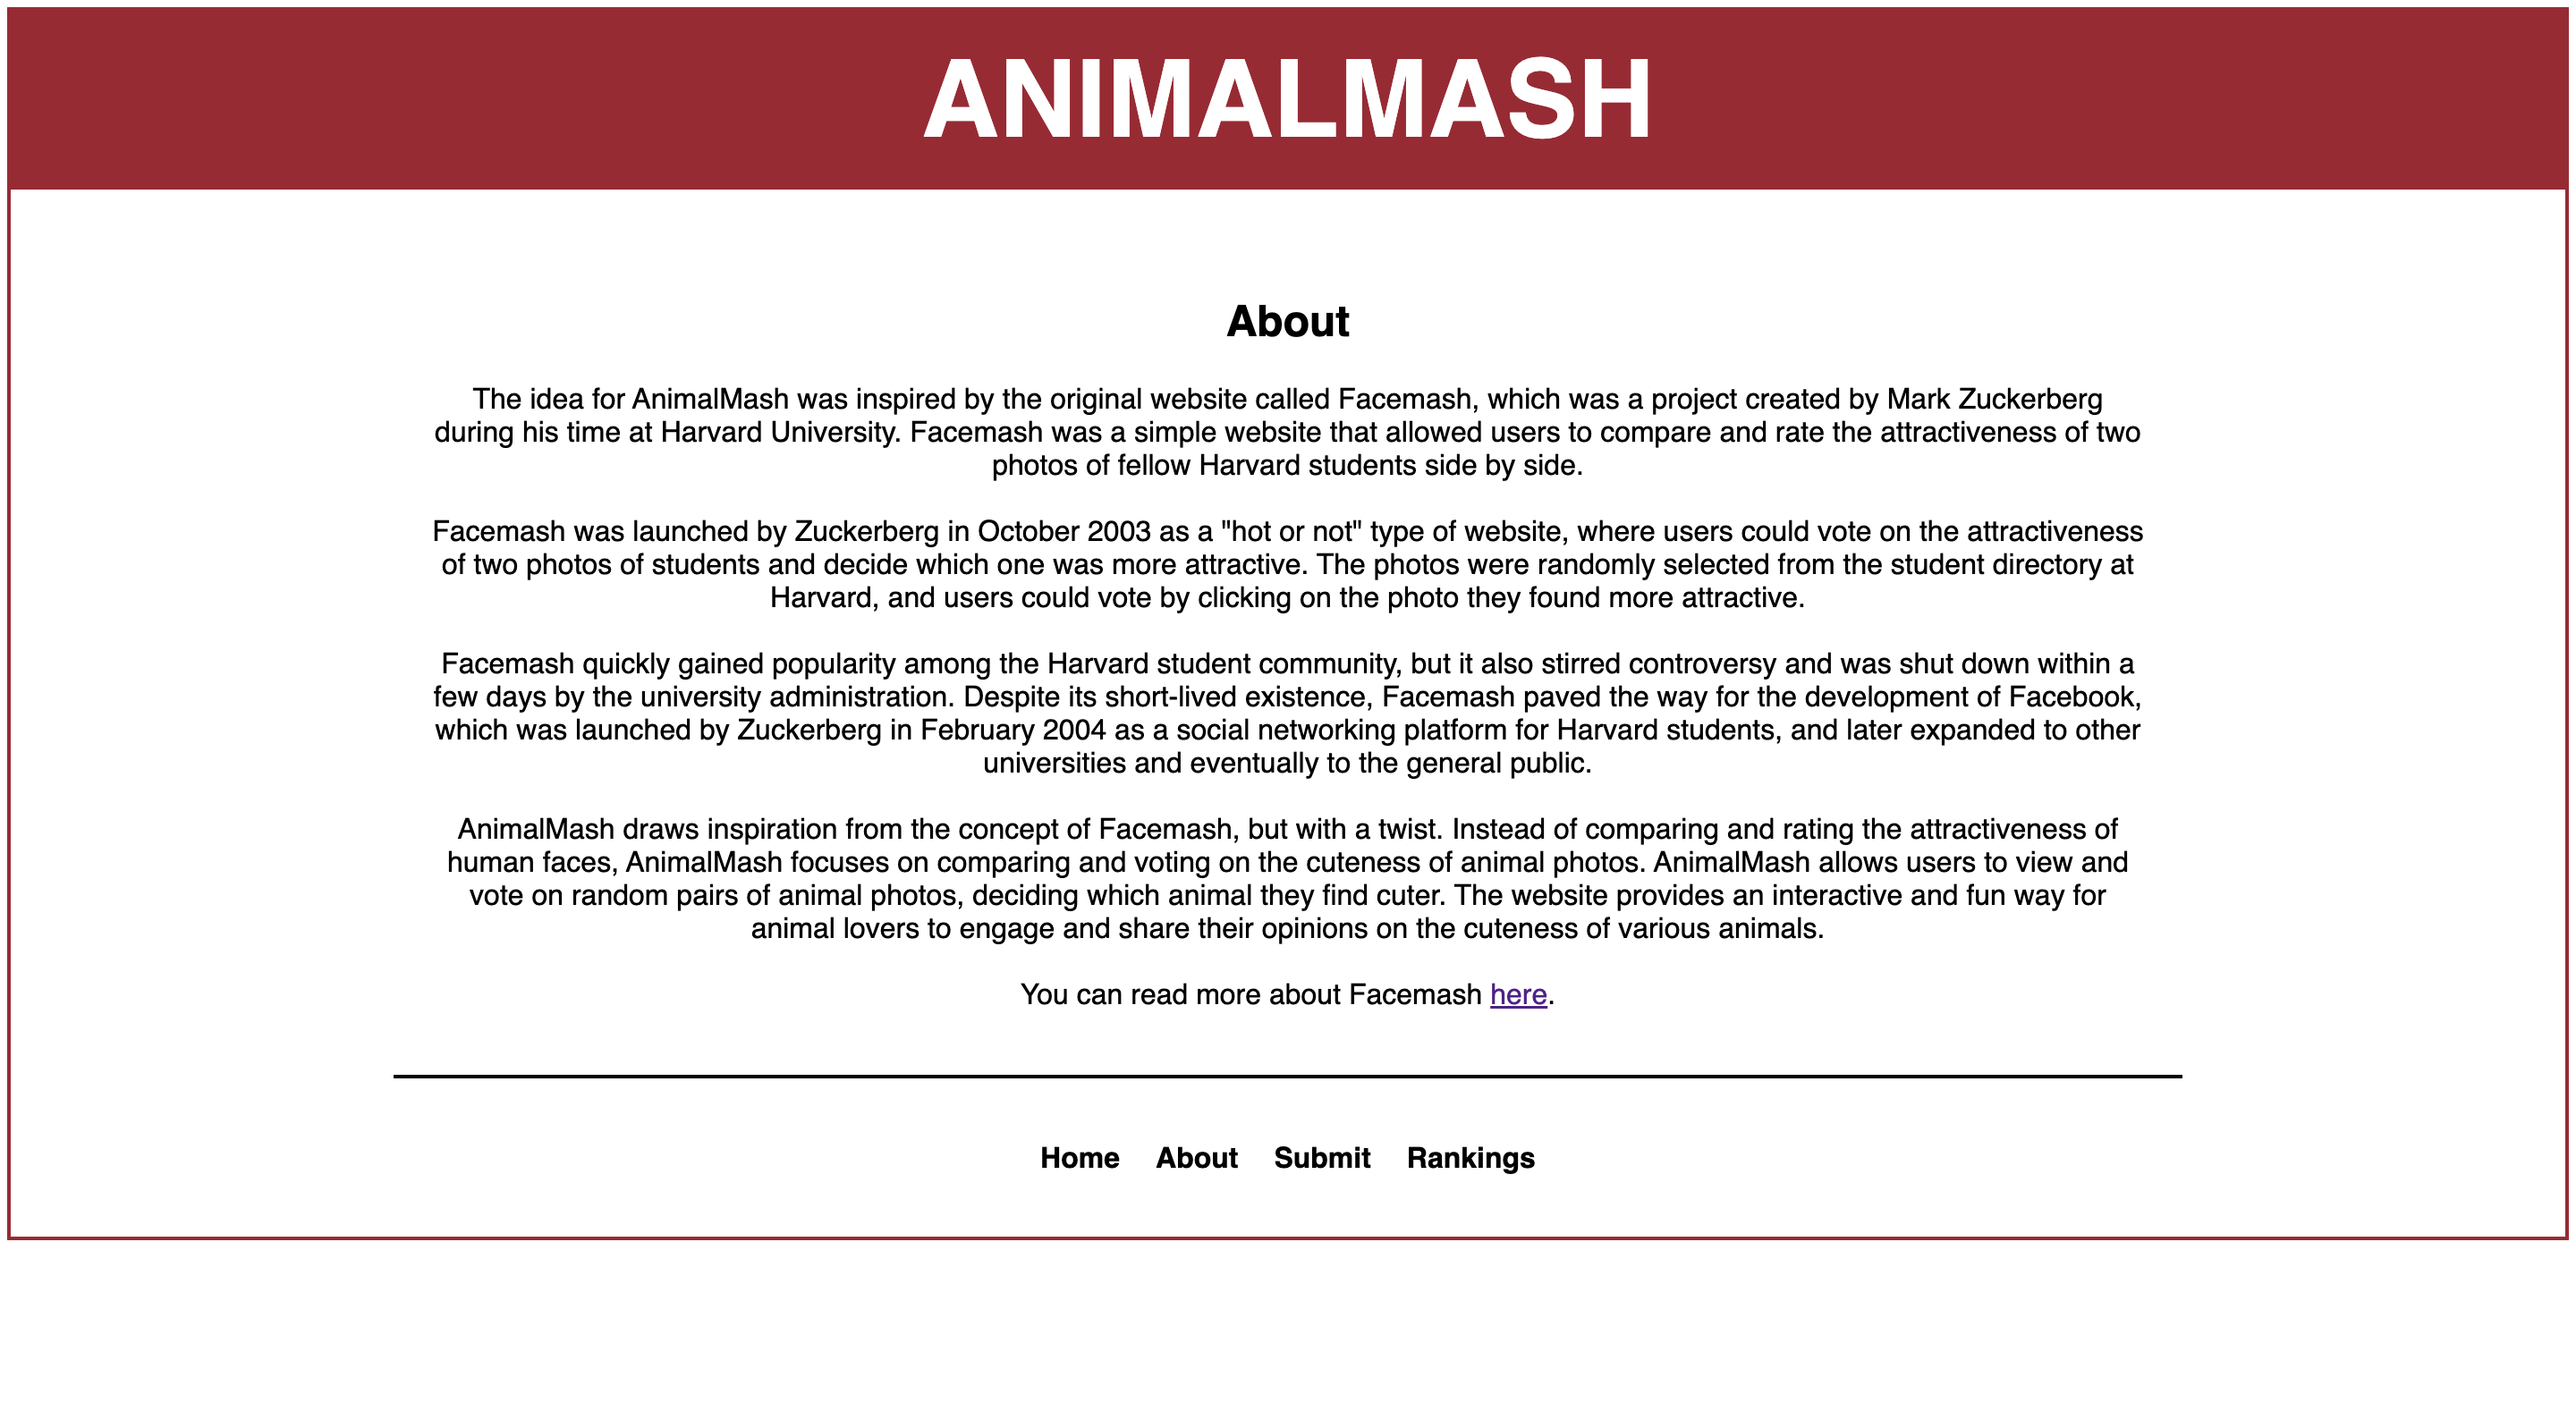 ANIMALMASH
About
The idea for AnimalMash was inspired by the original website called Facemash, which was a project created by Mark Zuckerberg
during his time at Harvard University. Facemash was a simple website that allowed users to compare and rate the attractiveness of two
photos of fellow Harvard students side by side.
Facemash was launched by Zuckerberg in October 2003 as a "hot or not" type of website, where users could vote on the attractiveness
of two photos of students and decide which one was more attractive. The photos were randomly selected from the student directory at
Harvard, and users could vote by clicking on the photo they found more attractive.
Facemash quickly gained popularity among the Harvard student community, but it also stirred controversy and was shut down within a
few days by the university administration. Despite its short-lived existence, Facemash paved the way for the development of Facebook,
which was launched by Zuckerberg in February 2004 as a social networking platform for Harvard students, and later expanded to other
universities and eventually to the general public.
AnimalMash draws inspiration from the concept of Facemash, but with a twist. Instead of comparing and rating the attractiveness of
human faces, AnimalMash focuses on comparing and voting on the cuteness of animal photos. AnimalMash allows users to view and
vote on random pairs of animal photos, deciding which animal they find cuter. The website provides an interactive and fun way for
animal lovers to engage and share their opinions on the cuteness of various animals.
You can read more about Facemash here.
Home About Submit Rankings